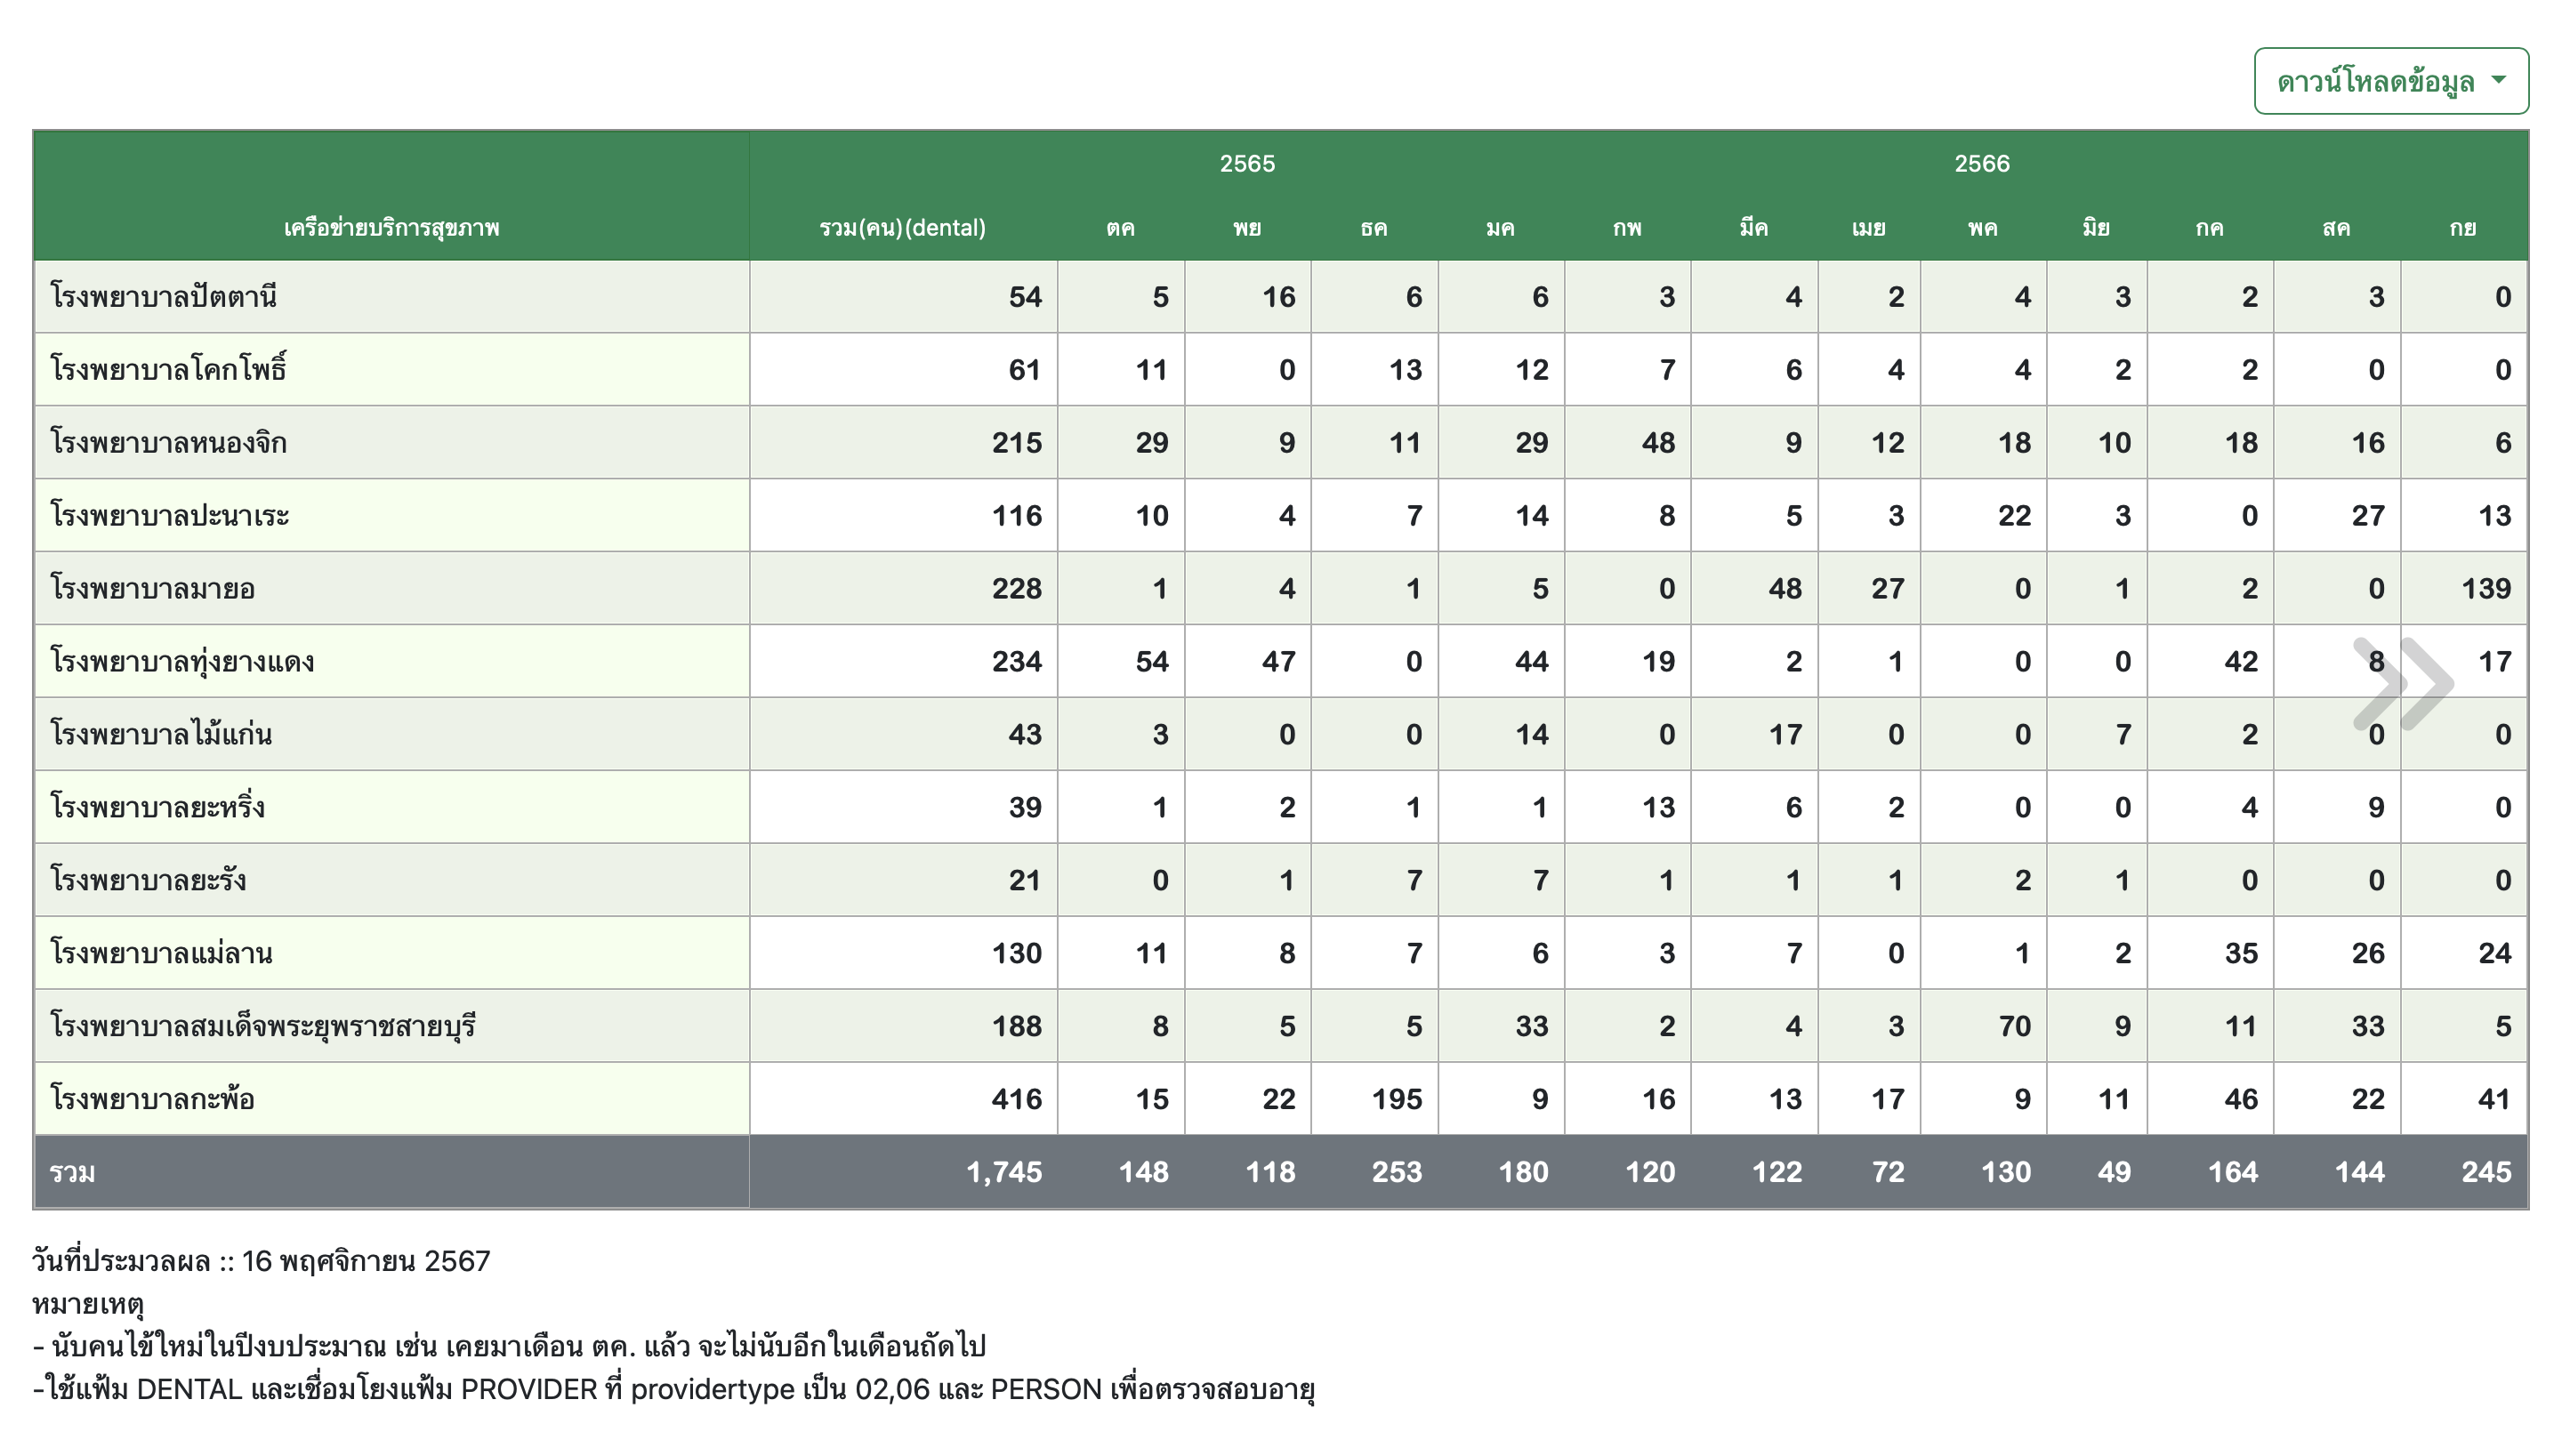 ดาวน์โหลดข้อมูล
2565 2566
เครือข่ายบริการสุขภาพ รวม(คน)(dental) ตค พย ธค มค กพ มีค เมย พค มิย กค สค กย
โรงพยาบาลปัตตานี 54 5 16 6 6 3 4 2 4 3 2 3 0
โรงพยาบาลโคกโพธิ์ 61 11 0 13 12 7 6 4 4 2 2 0 0
โรงพยาบาลหนองจิก 215 29 9 11 29 48 9 12 18 10 18 16 6
โรงพยาบาลปะนาเระ 116 10 4 7 14 8 5 3 22 3 0 27 13
โรงพยาบาลมายอ 228 1 4 1 5 0 48 27 0 1 2 0 139
โรงพยาบาลทุ่งยางแดง 234 54 47 0 44 19 2 1 0 0 42 8 17
โรงพยาบาลไม้แก่น 43 3 0 0 14 0 17 0 0 7 2 0 0
โรงพยาบาลยะหริ่ง 39 1 2 1 1 13 6 2 0 0 4 9 0
โรงพยาบาลยะรัง 21 0 1 7 7 1 1 1 2 1 0 0 0
โรงพยาบาลแม่ลาน 130 11 8 7 6 3 7 0 1 2 35 26 24
โรงพยาบาลสมเด็จพระยุพราชสายบุรี 188 8 5 5 33 2 4 3 70 9 11 33 5
โรงพยาบาลกะพ้อ 416 15 22 195 9 16 13 17 9 11 46 22 41
รวม 1,745 148 118 253 180 120 122 72 130 49 164 144 245
วันที่ประมวลผล :: 16 พฤศจิกายน 2567
หมายเหตุ
- นับคนไข้ใหม่ในปีงบประมาณ เช่น เคยมาเดือน ตค. แล้ว จะไม่นับอีกในเดือนถัดไป
-ใช้แฟ้ม DENTAL และเชื่อมโยงแฟ้ม PROVIDER ที่ providertype เป็น 02,06 และ PERSON เพื่อตรวจสอบอายุ